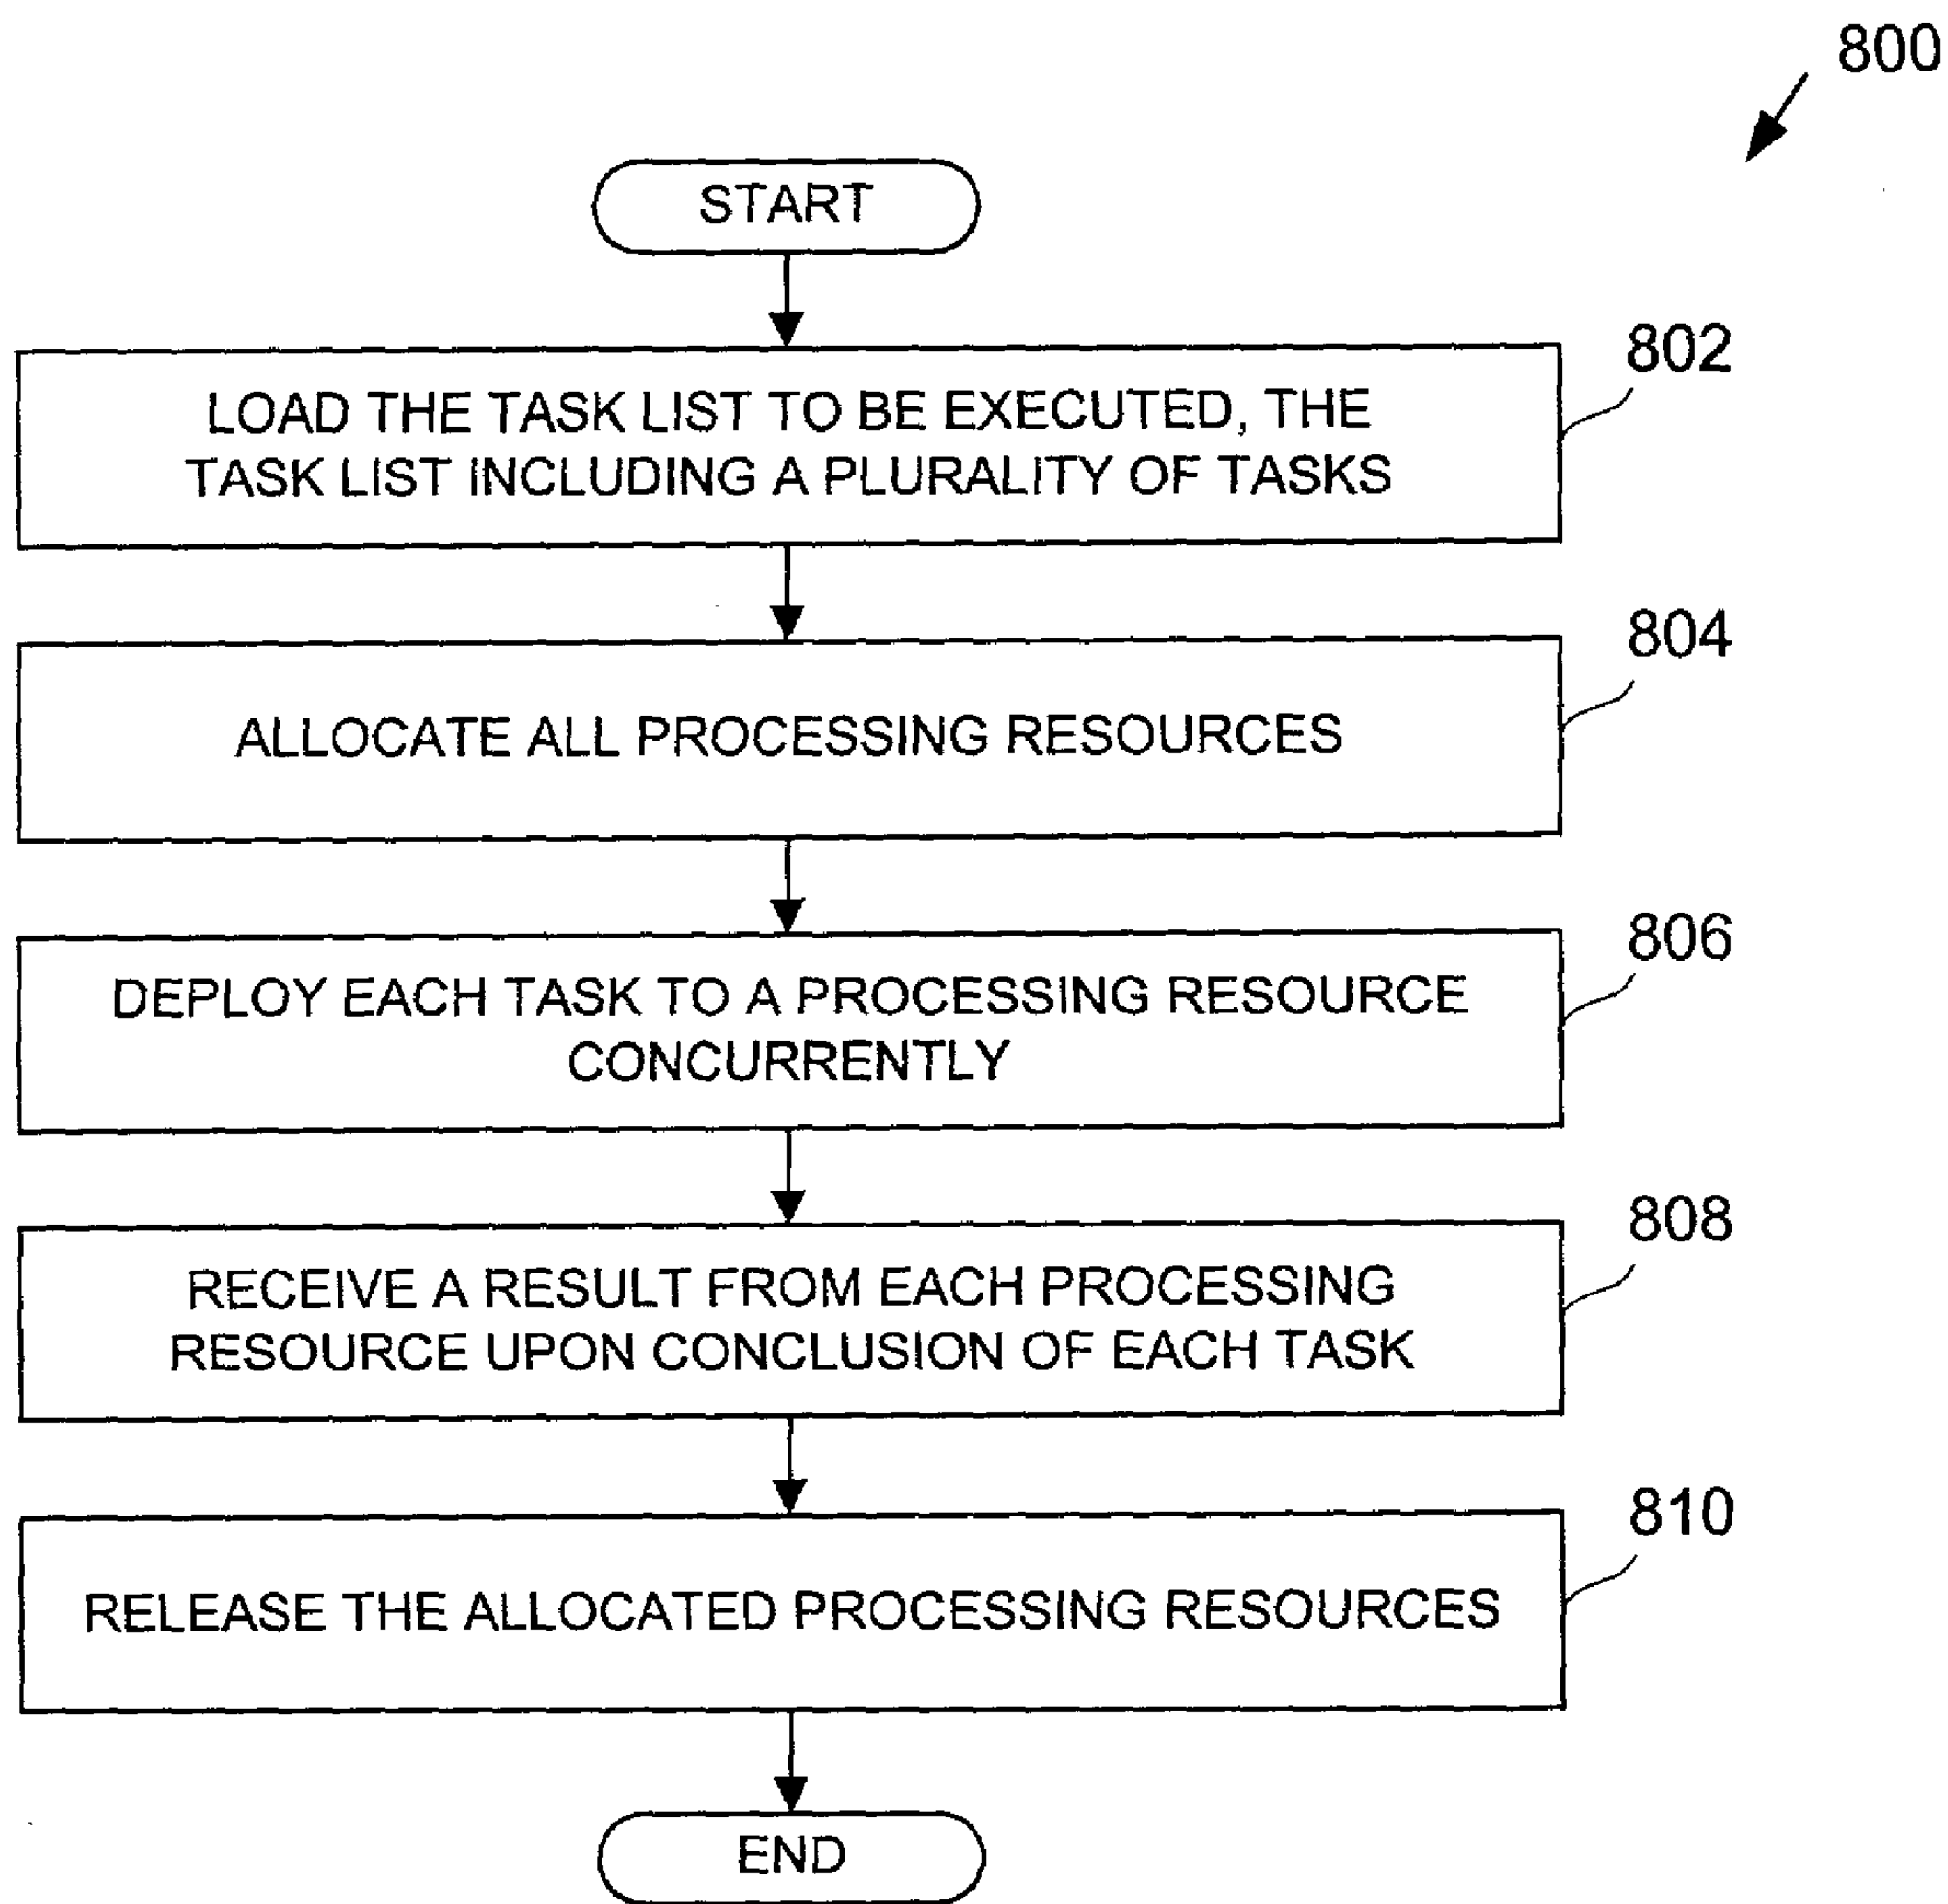 800
START
802
LOAD THE TASK LIST TO BE EXECUTED, THE
TASK LIST INCLUDING A PLURALITY OF TASKS
804
ALLOCATE ALL PROCESSING RESOURCES
806
DEPLOY EACH TASK TO A PROCESSING RESOURCE
CONCURRENTLY
808
RECEIVE A RESULT FROM EACH PROCESSING
RESOURCE UPON CONCLUSION OF EACH TASK
810
RELEASE THE ALLOCATED PROCESSING RESOURCES
END